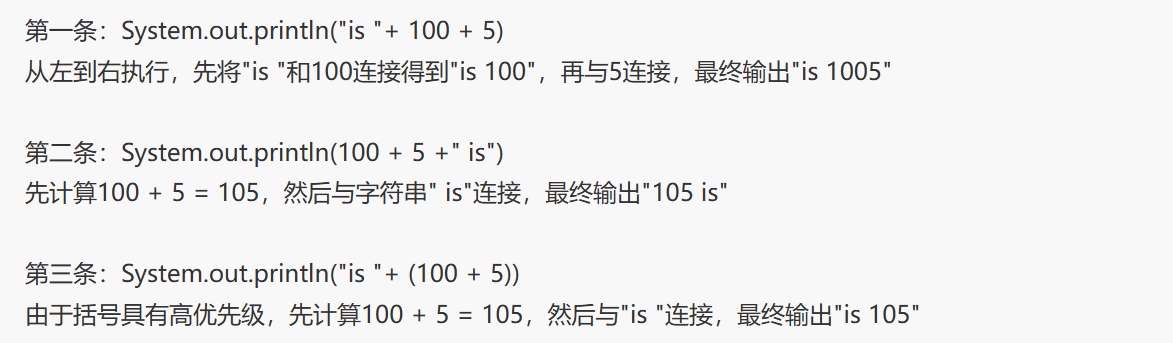 第一条：System.out.println("is "+ 100 + 5)
从左到右执行，先将"is "和100连接得到"is 100"，再与5连接，最终输出"is 1005"
第二条：System.out.println(100 + 5 +" is")
先计算100 + 5 = 105，然后与字符串" is"连接，最终输出"105 is"
第三条：System.out.println("is "+ (100 + 5))
由于括号具有高优先级，先计算100 + 5 = 105，然后与"is "连接，最终输出"is 105"